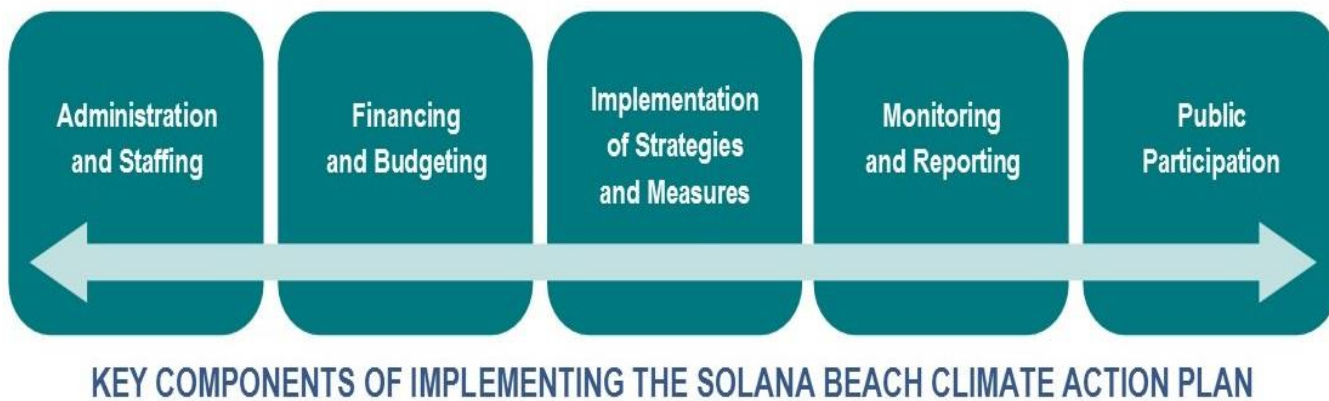 Administration
and Staffing
Financing
and Budgeting
Implementation
of Strategies
and Measures
Monitoring
and Reporting
Public
Participation
KEY COMPONENTS OF IMPLEMENTING THE SOLANA BEACH CLIMATE ACTION PLAN